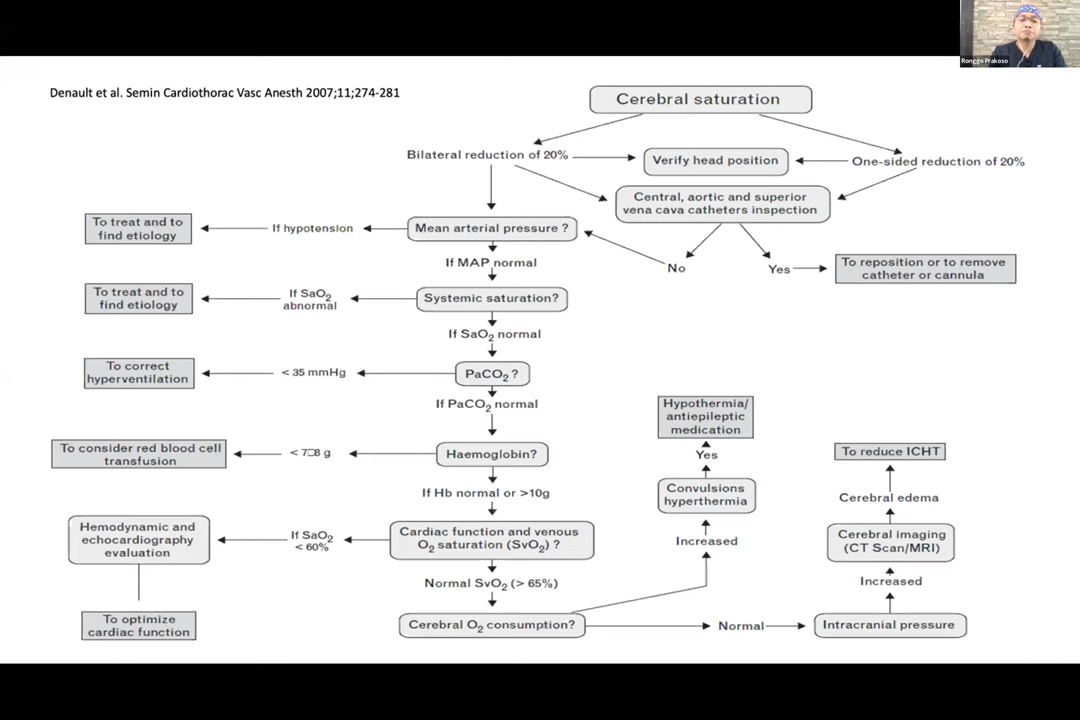 Ronggo Prakoso
Denault et al. Semin Cardiothorac Vasc Anesth 2007;11;274-281
Cerebral saturation
Bilateral reduction of 20%
Verify head position
One-sided reduction of 20%
Central, aortic and superior
vena cava catheters inspection
To treat and to
find etiology
If hypotension
Mean arterial pressure ?
No
Yes
To reposition or to remove
catheter or cannula
If MAP normal
To treat and to
find etiology
If SaO₂
abnormal
Systemic saturation?
If SaO₂ normal
To correct
hyperventilation
< 35 mmHg
PaCO₂ ?
If PaCO₂ normal
Hypothermia/
antiepileptic
medication
To consider red blood cell
transfusion
< 7□8 g
Haemoglobin?
Yes
To reduce ICHT
If Hb normal or >10g
Convulsions
hyperthermia
Cerebral edema
Hemodynamic and
echocardiography
evaluation
If SaO₂
< 60%
Cardiac function and venous
O₂ saturation (SvO₂) ?
Increased
Cerebral imaging
(CT Scan/MRI)
Normal SvO₂ (> 65%)
Increased
To optimize
cardiac function
Cerebral O₂ consumption?
Normal
Intracranial pressure